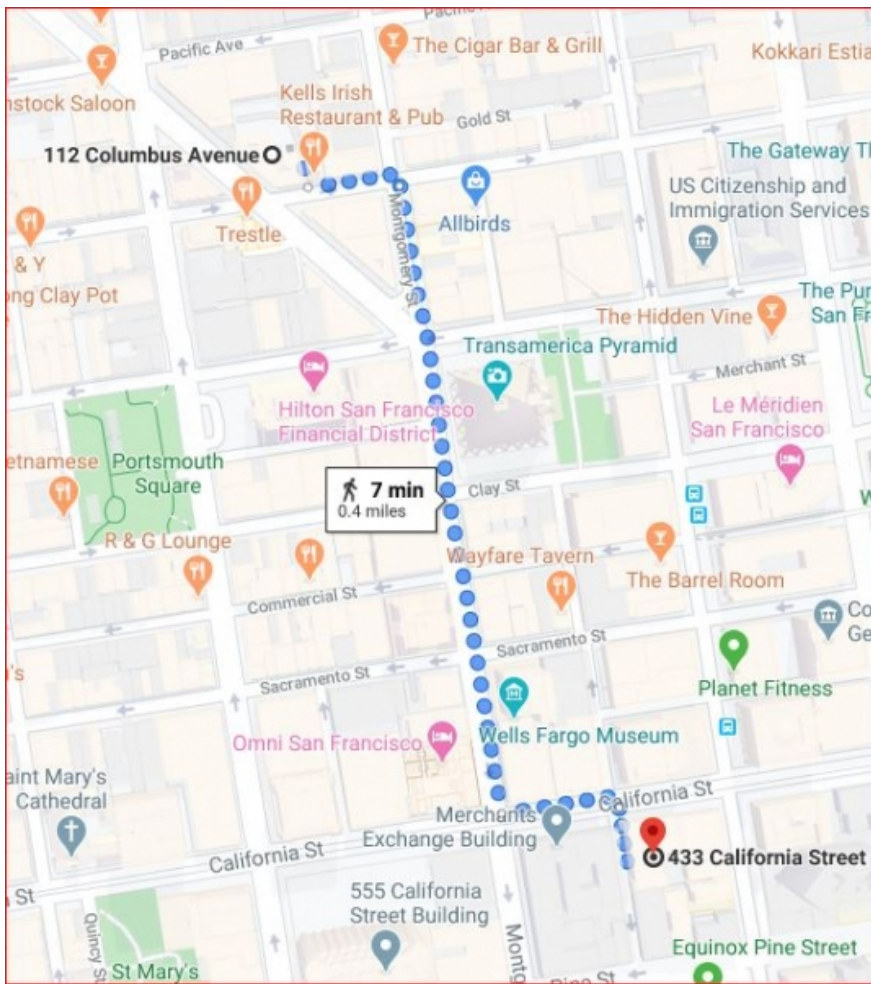 Pacific Ave
The Cigar Bar & Grill
Kokkari Estia
nstock Saloon
Kells Irish
Restaurant & Pub
Gold St
112 Columbus Avenue
The Gateway Th
US Citizenship and
Immigration Services
Allbirds
Montgomery St
Trestle
& Y
ong Clay Pot
The Hidden Vine
The Pur
San Fr
Transamerica Pyramid
Merchant St
Hilton San Francisco
Financial District
Le Méridien
San Francisco
etnamese
Portsmouth
Square
7 min
0.4 miles
Clay St
W
R & G Lounge
Wayfare Tavern
The Barrel Room
Commercial St
Co
Ge
Sacramento St
Sacramento St
's
Planet Fitness
Omni San Francisco
Wells Fargo Museum
aint Mary's
Cathedral
California St
Merchants
Exchange Building
California St
433 California Street
St
555 California
Street Building
Quincy St
Montg
Equinox Pine Street
St Mary's
Pine St